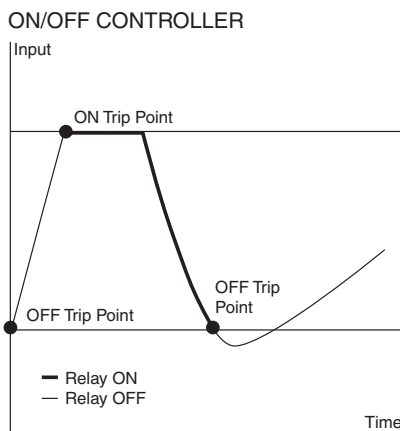 ON/OFF CONTROLLER
Input
ON Trip Point
OFF Trip
Point
OFF Trip Point
Relay ON
Relay OFF
Time